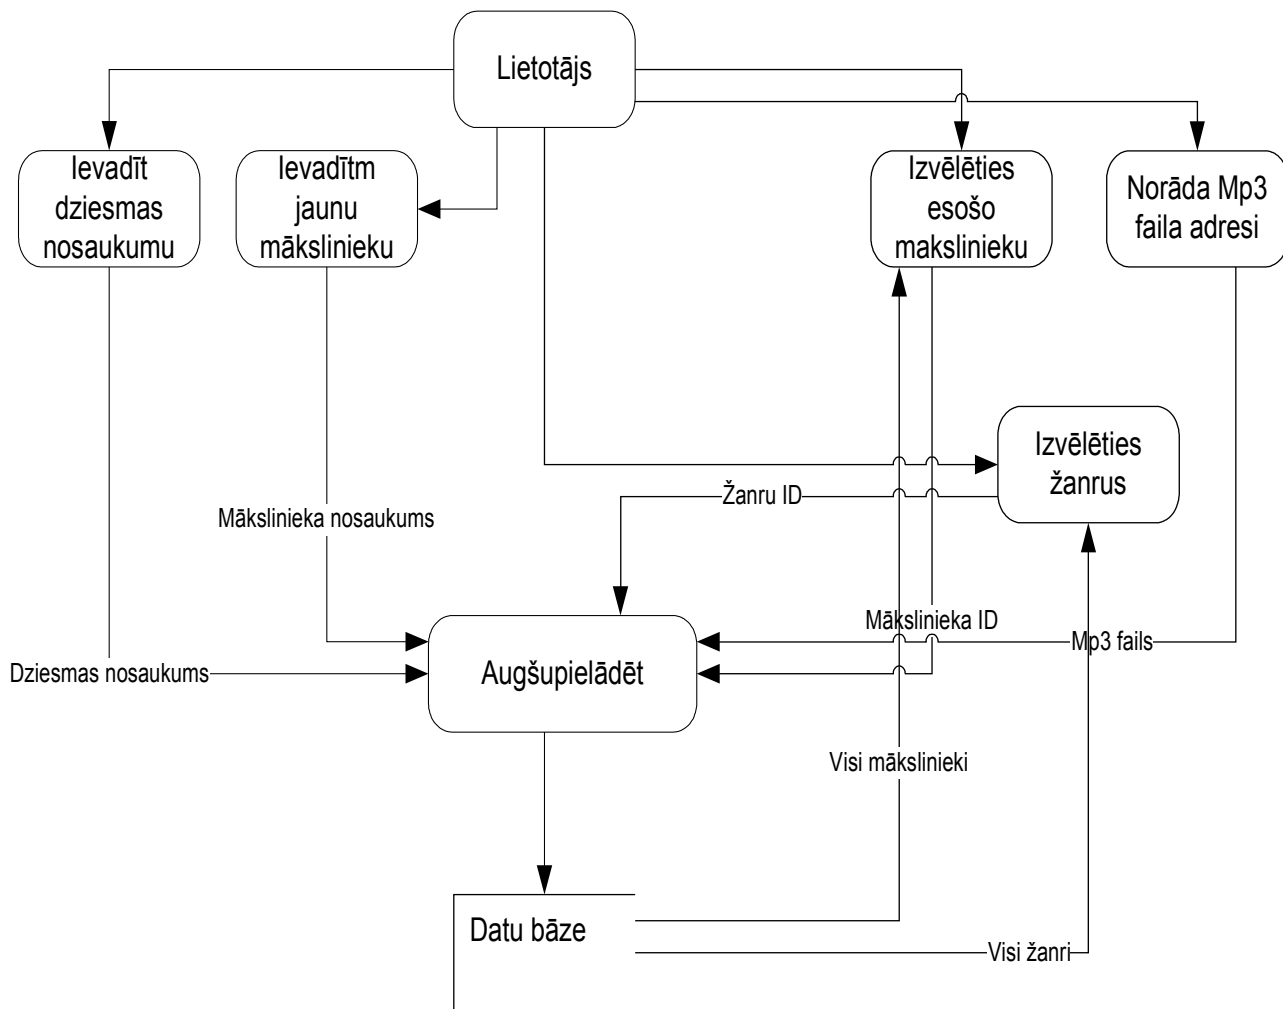 Lietotājs
Ievadīt
dziesmas
nosaukumu
Ievadītm
jaunu
mākslinieku
Izvēlēties
esošo
makslinieku
Norāda Mp3
faila adresi
Izvēlēties
žanrus
Žanru ID
Mākslinieka nosaukums
Mākslinieka ID
Mp3 fails
Dziesmas nosaukums
Augšupielādēt
Visi mākslinieki
Datu bāze
Visi žanri